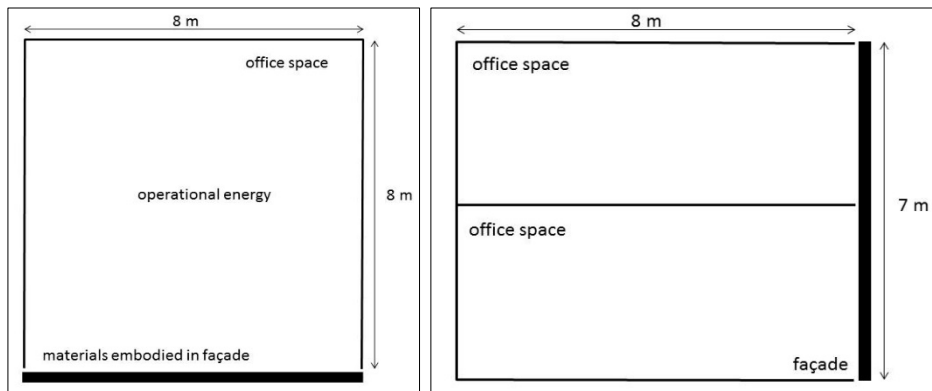 8 m
office space
operational energy
8 m
materials embodied in façade
8 m
office space
7 m
office space
façade